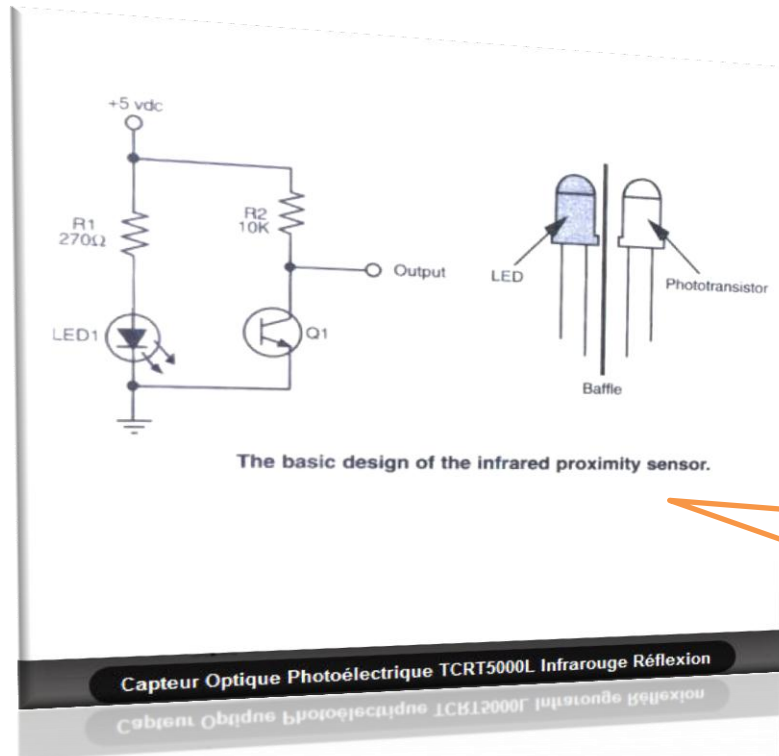 +5 vdc
R1
270Ω
R2
10K
Output
LED1
Q1
LED
Phototransistor
Baffle
The basic design of the infrared proximity sensor.
Capteur Optique Photoélectrique TCRT5000L Infrarouge Réflexion